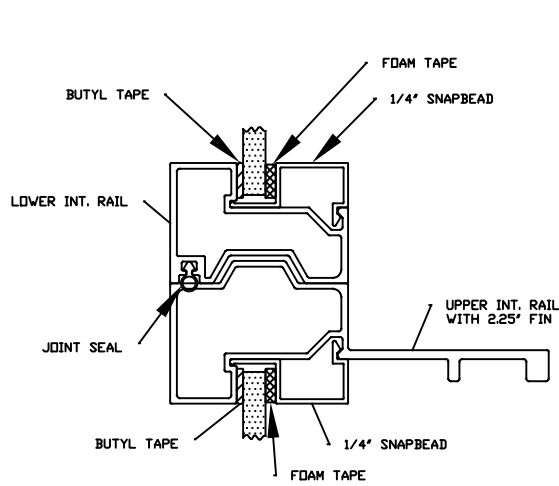 FOAM TAPE
BUTYL TAPE
1/4" SNAPBEAD
LOWER INT. RAIL
UPPER INT. RAIL
WITH 2.25" FIN
JOINT SEAL
BUTYL TAPE
1/4" SNAPBEAD
FOAM TAPE